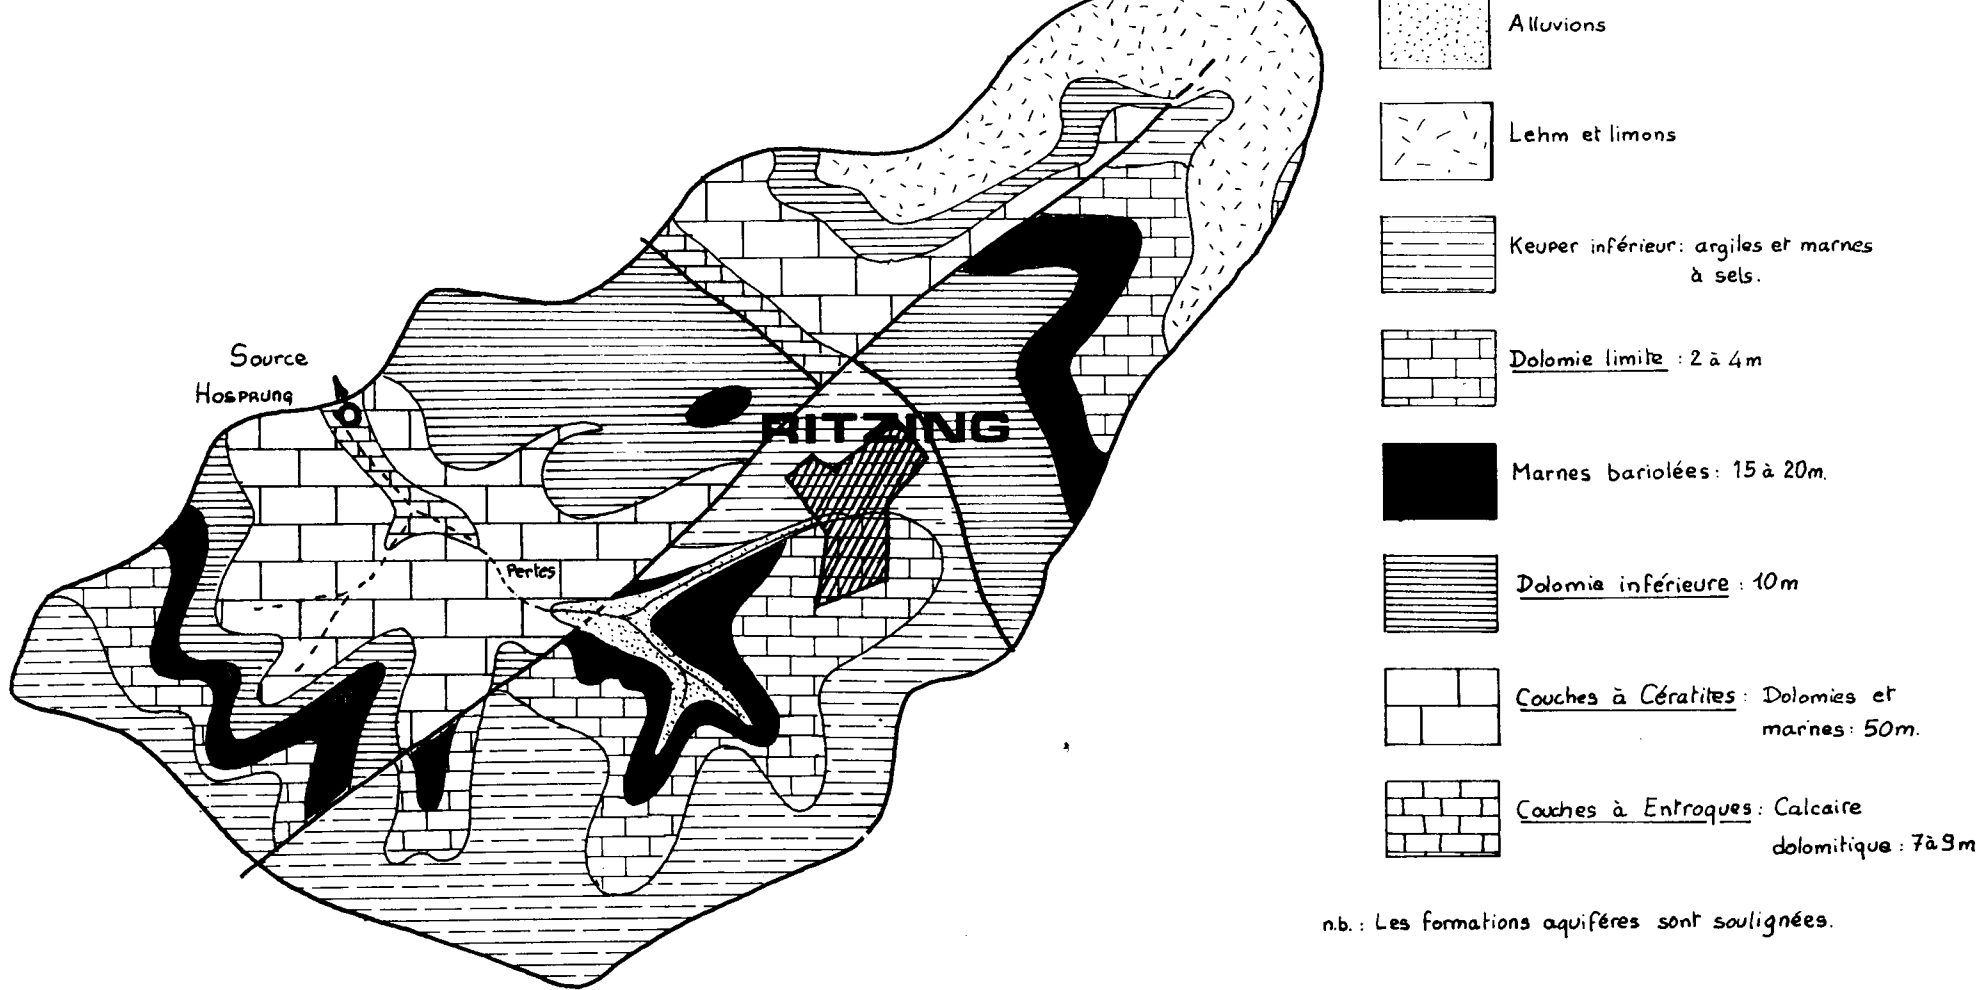 Source
HOSPRUNG
RITZING
Pertes
Alluvions
Lehm et limons
Keuper inférieur: argiles et marnes
à sels.
Dolomie limite : 2 à 4m
Marnes bariolées : 15 à 20m.
Dolomie inférieure : 10m
Couches à Cératites : Dolomies et
marnes: 50m.
Couches à Entroques : Calcaire
dolomitique : 7à9m
n.b. : Les formations aquiféres sont soulignées.